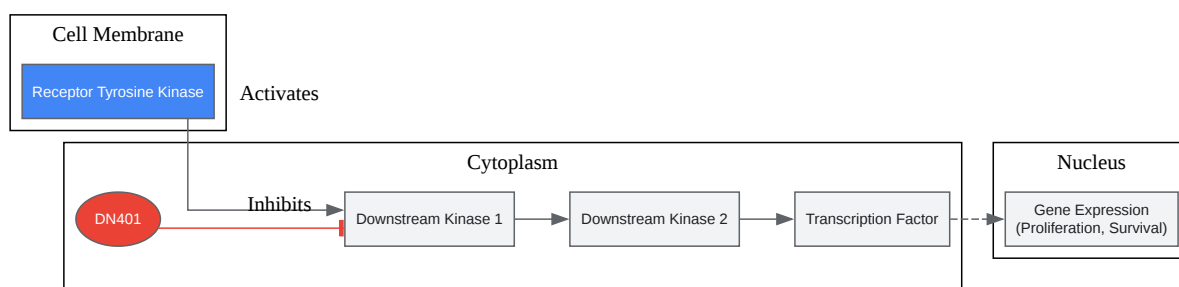 Cell Membrane
Receptor Tyrosine Kinase
Activates
Cytoplasm
Nucleus
DN401
Inhibits
Downstream Kinase 1
Downstream Kinase 2
Transcription Factor
Gene Expression
(Proliferation, Survival)